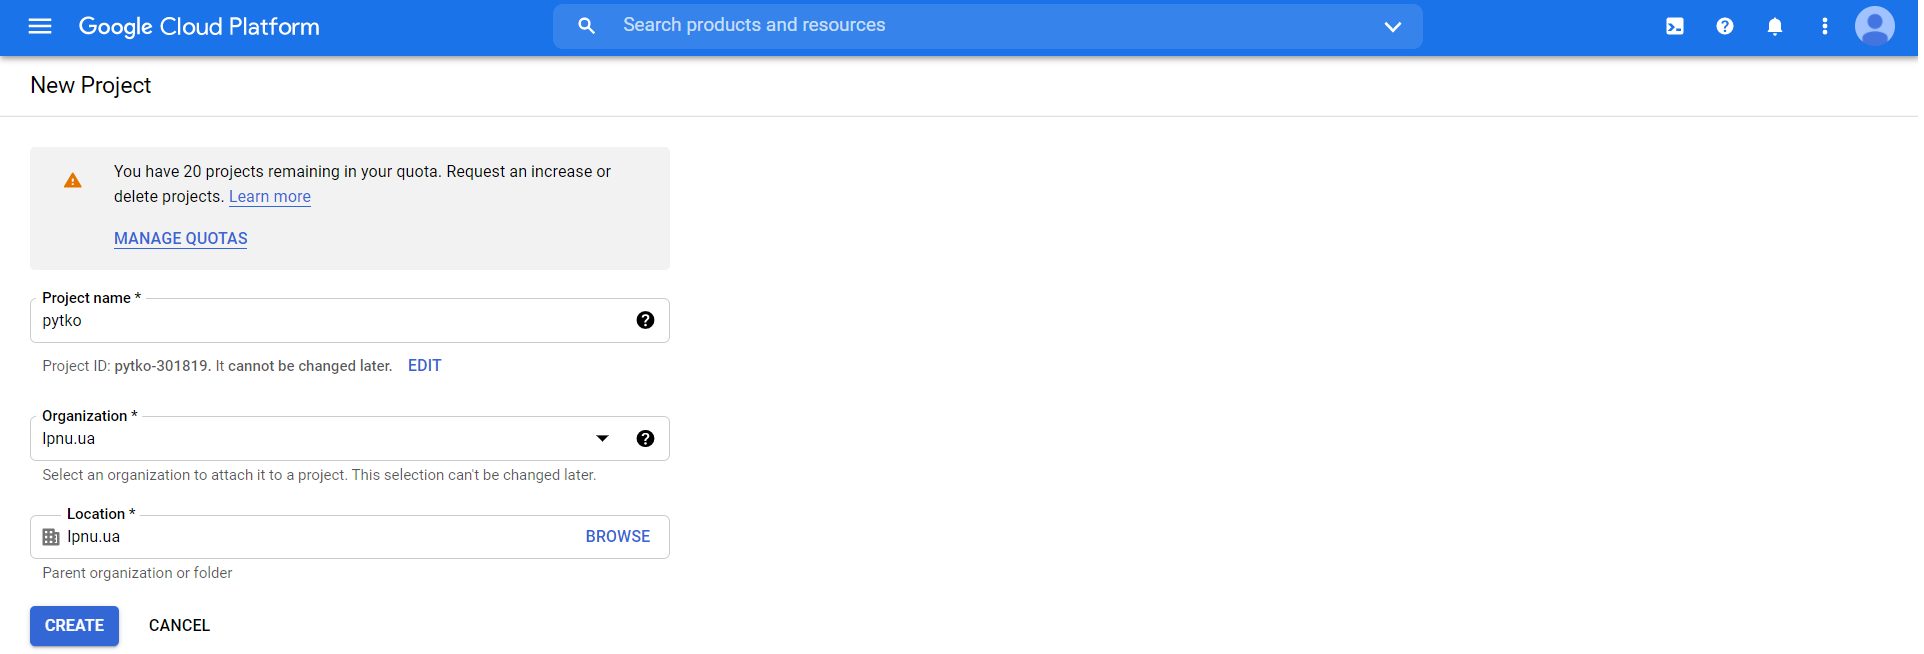 Google Cloud Platform
Search products and resources
New Project
You have 20 projects remaining in your quota. Request an increase or
delete projects. Learn more
MANAGE QUOTAS
Project name *
pytko
Project ID: pytko-301819. It cannot be changed later. EDIT
Organization *
lpnu.ua
Select an organization to attach it to a project. This selection can't be changed later.
Location *
lpnu.ua BROWSE
Parent organization or folder
CREATE CANCEL